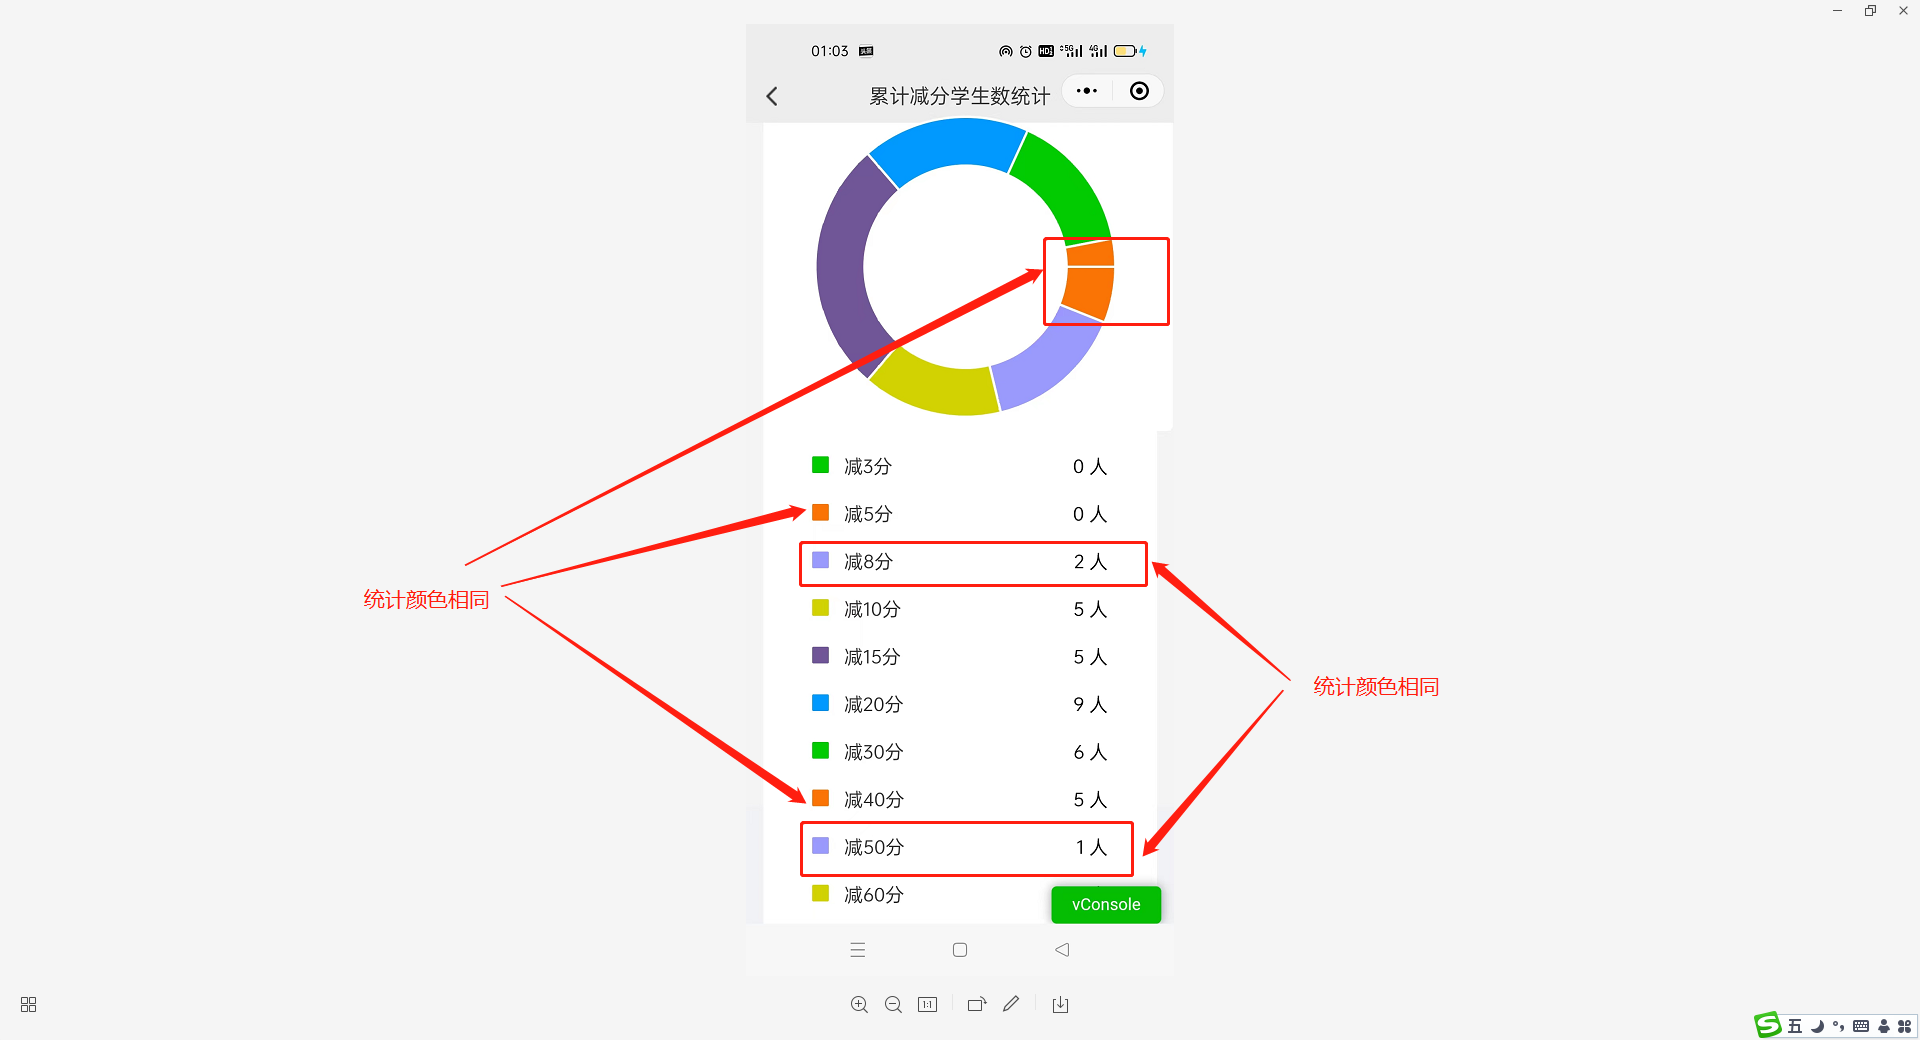 01:03
累计减分学生数统计
减3分 0 人
减5分 0 人
减8分 2 人
减10分 5 人
减15分 5 人
减20分 9 人
减30分 6 人
减40分 5 人
减50分 1 人
减60分
vConsole
统计颜色相同
统计颜色相同
1:1
五